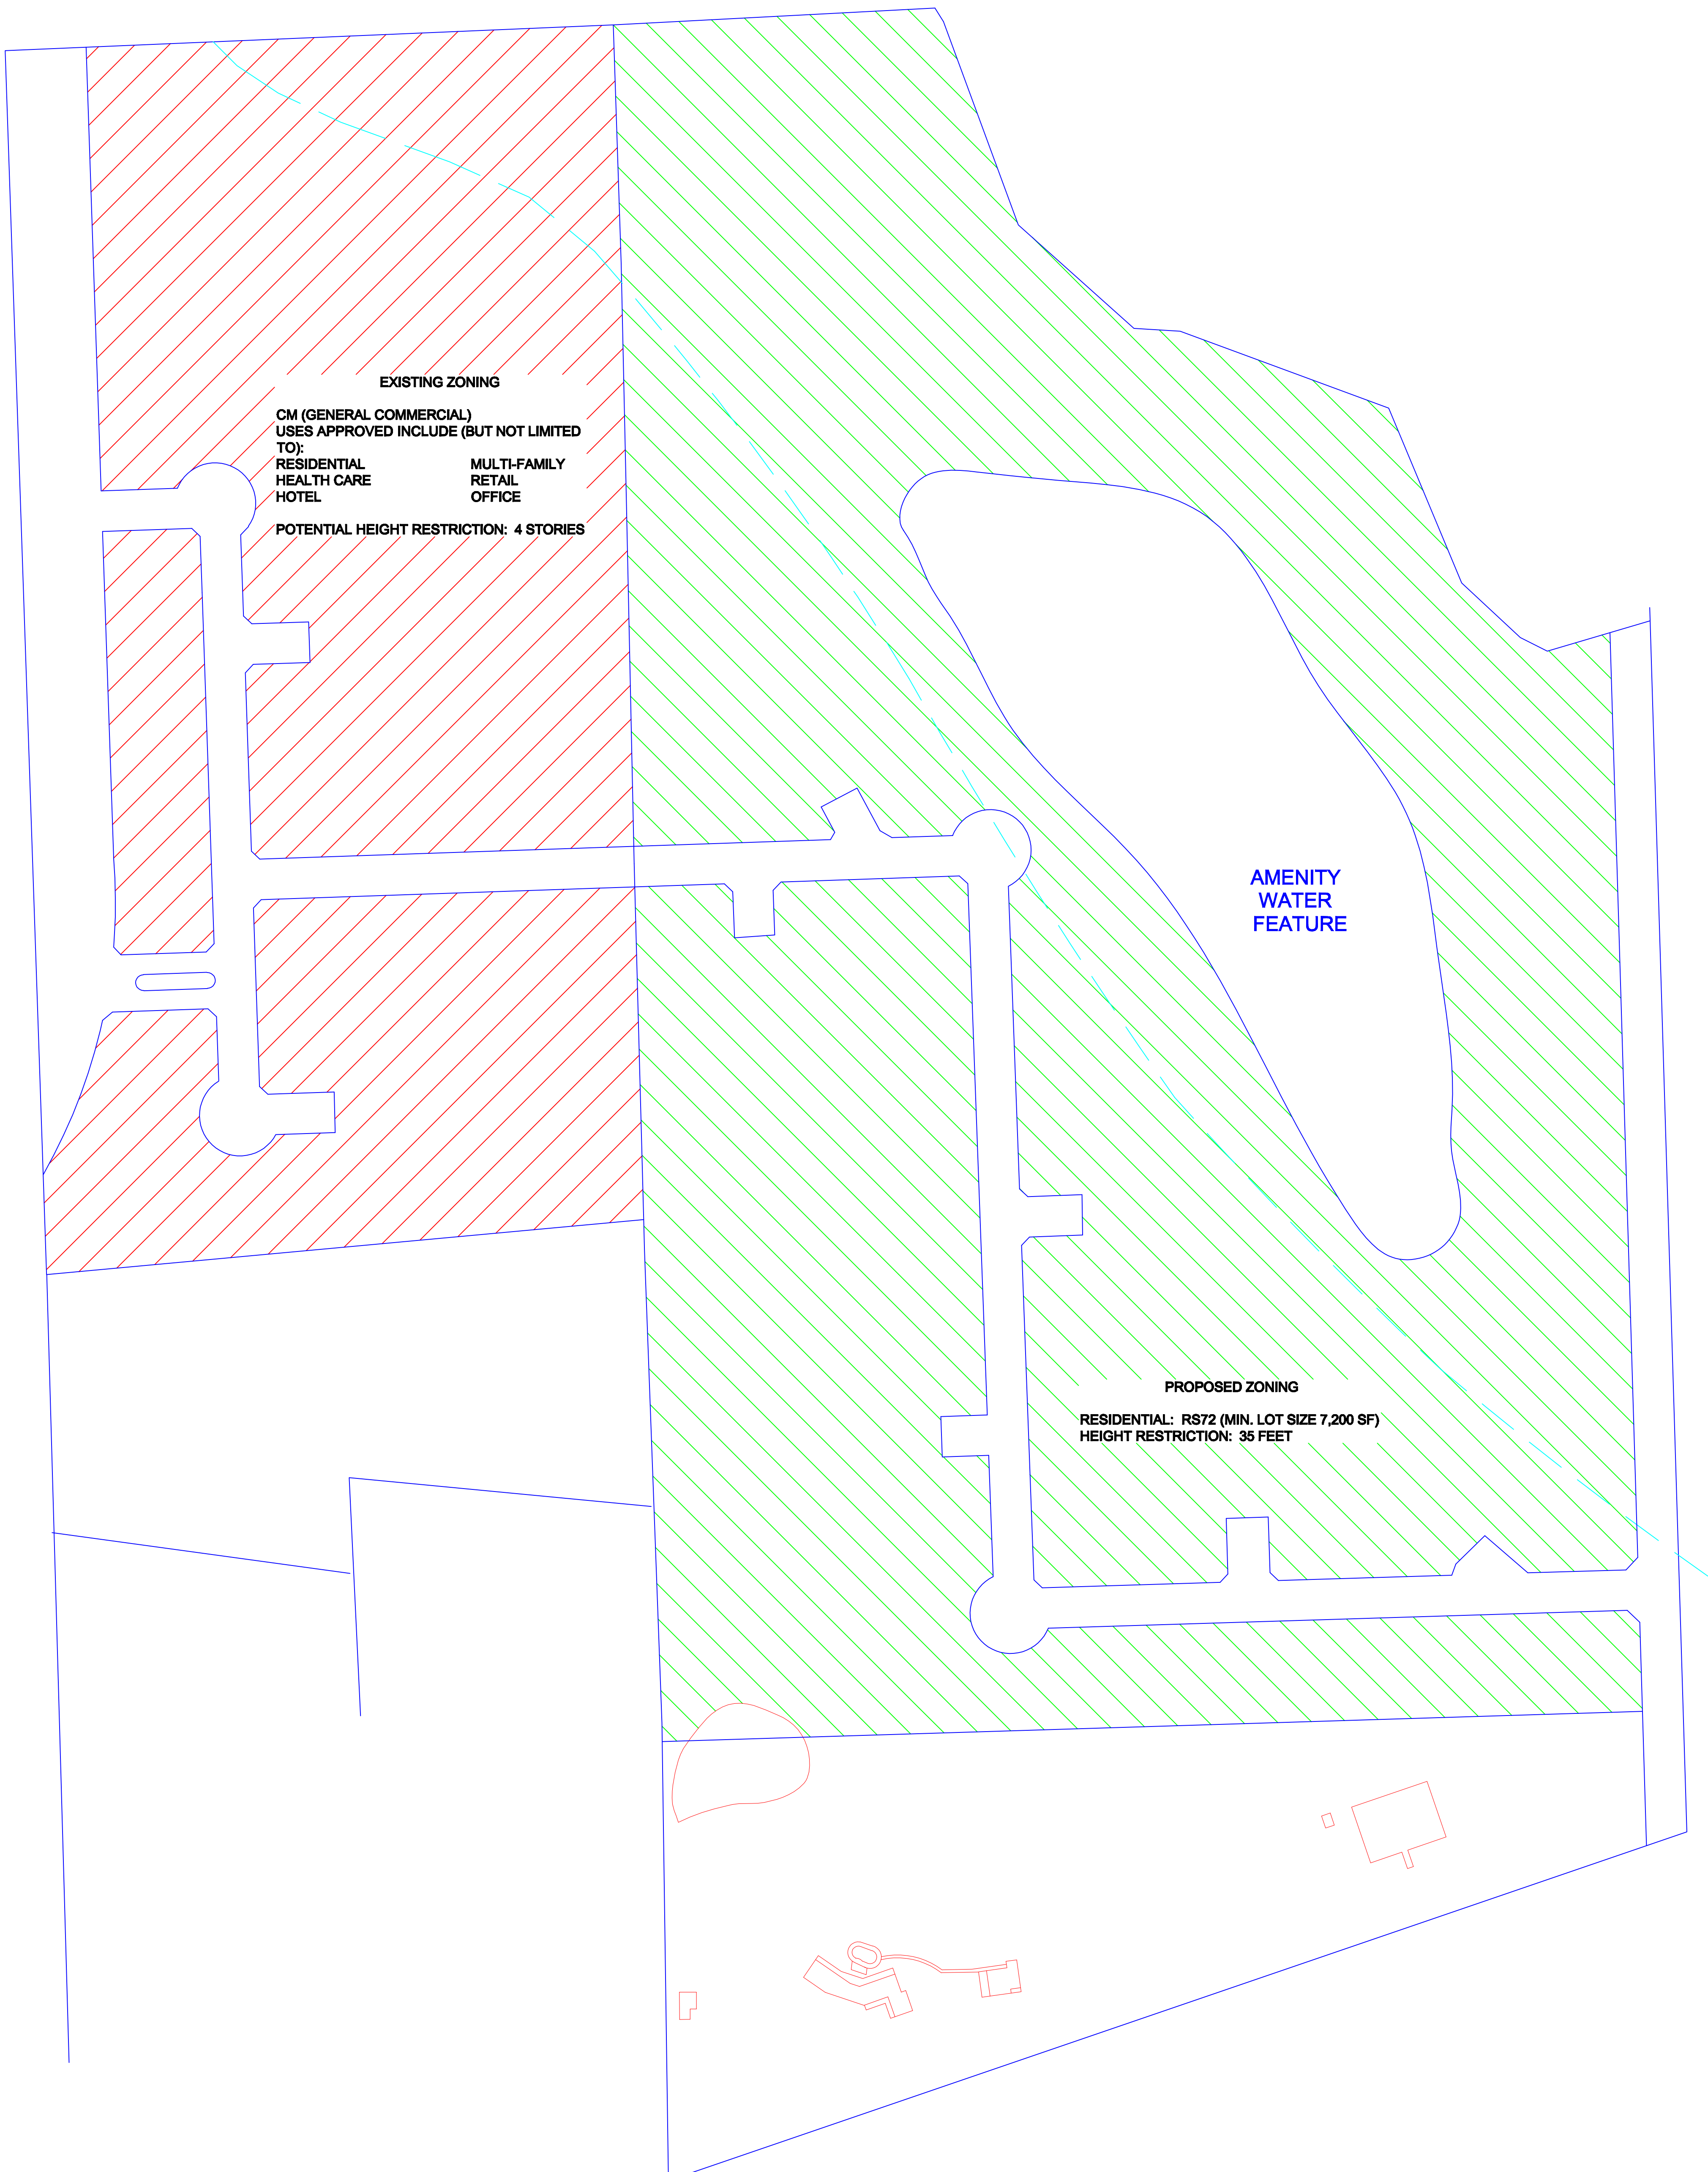 EXISTING ZONING
CM (GENERAL COMMERCIAL)
USES APPROVED INCLUDE (BUT NOT LIMITED
TO):
RESIDENTIAL MULTI-FAMILY
HEALTH CARE RETAIL
HOTEL OFFICE
POTENTIAL HEIGHT RESTRICTION: 4 STORIES
AMENITY
WATER
FEATURE
PROPOSED ZONING
RESIDENTIAL: RS72 (MIN. LOT SIZE 7,200 SF)
HEIGHT RESTRICTION: 35 FEET